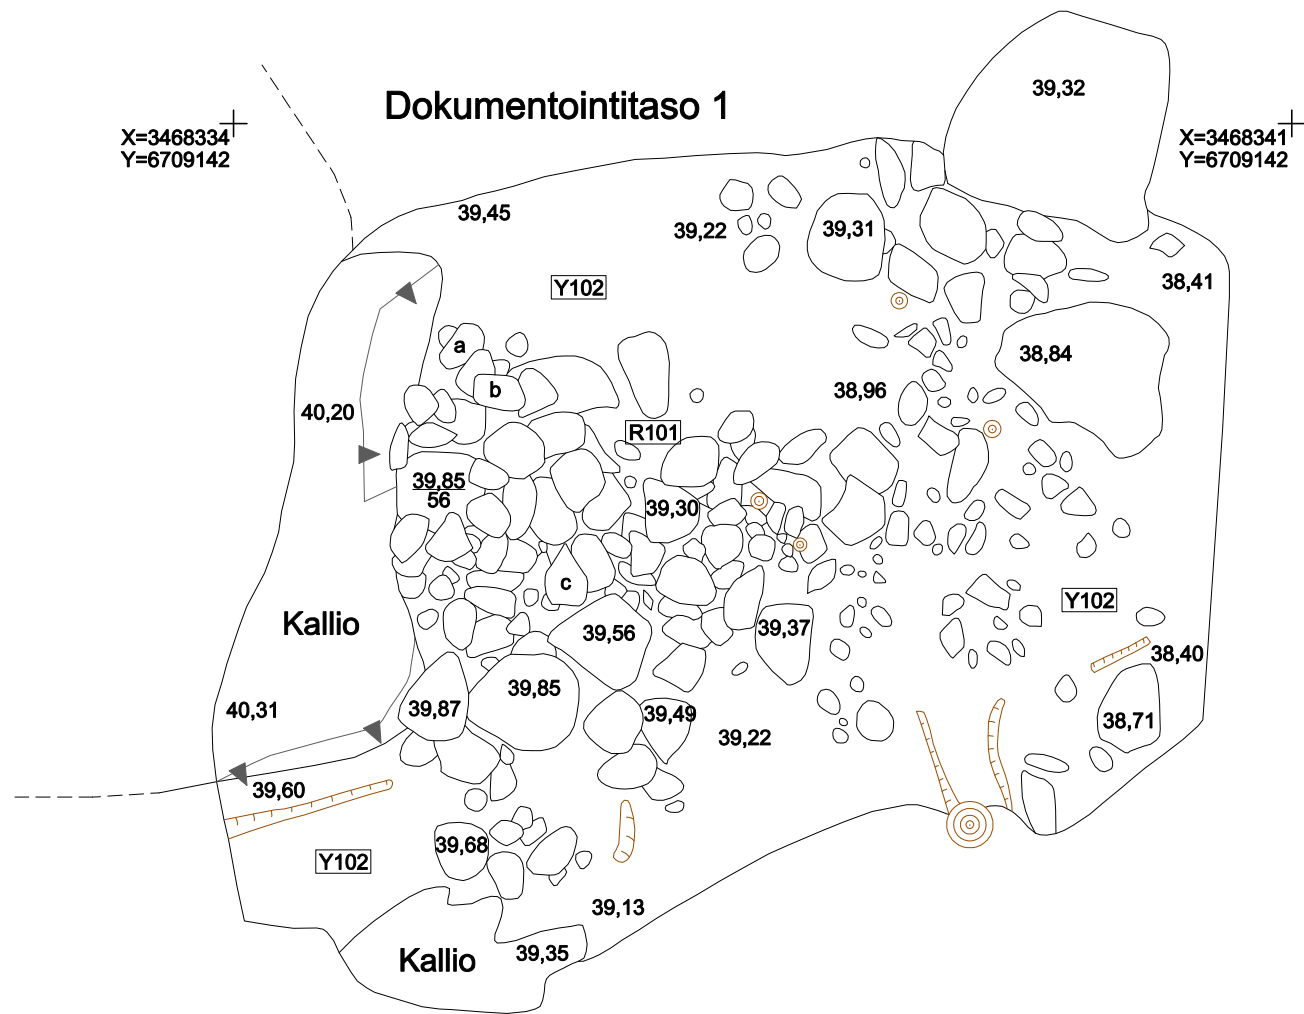 39,32
Dokumentointitaso 1
X=3468334
Y=6709142
X=3468341
Y=6709142
39,45
39,22
39,31
38,41
Y102
a
38,84
b
38,96
40,20
R101
39,85
56
39,30
c
Y102
Kallio
39,56
39,37
38,40
39,85
39,87
40,31
39,49
38,71
39,22
39,60
39,68
Y102
39,13
39,35
Kallio